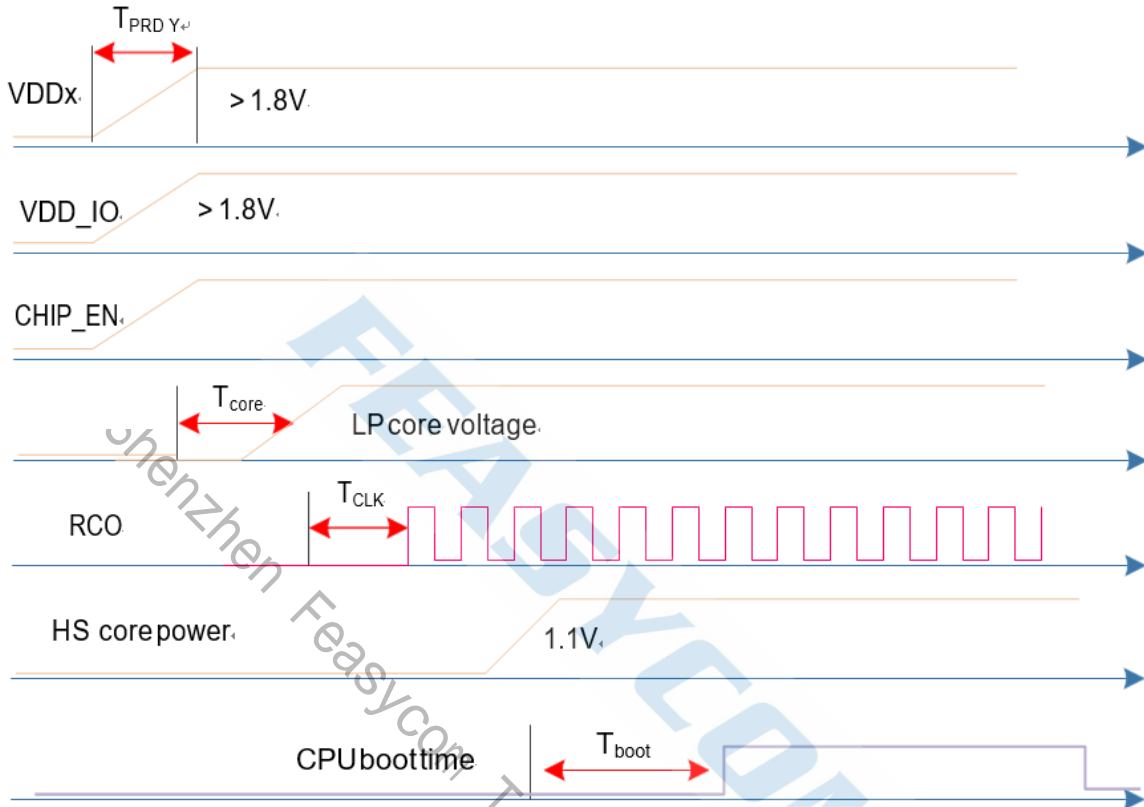 TPRD Y
VDDx
> 1.8V
VDD_IO
> 1.8V
CHIP_EN
Tcore
LP core voltage
TCLK
RCO
HS core power
1.1V
CPU boot time
Tboot
Shenzhen Feasycom T
FEASYCOM